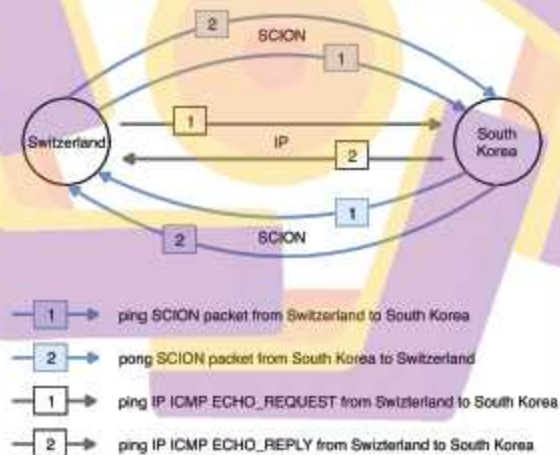 2
SCION
1
1
Switzerland
IP
South
Korea
2
1
2
SCION
1 ping SCION packet from Switzerland to South Korea
2 pong SCION packet from South Korea to Switzerland
1 ping IP ICMP ECHO_REQUEST from Swizterland to South Korea
2 ping IP ICMP ECHO_REPLY from Swizterland to South Korea